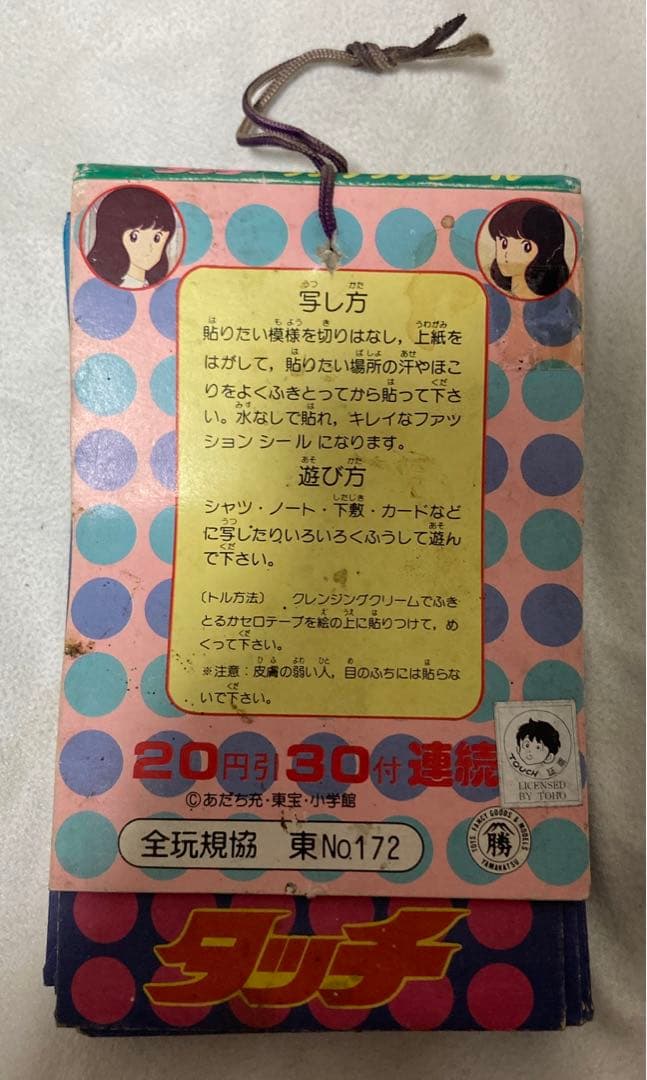 写し方
貼りたい模様を切りはなし，上紙を
はがして，貼りたい場所の汗やほこ
りをよくふきとってから貼って下さ
い。水なしで貼れ，キレイなファッ
ション シール になります。
遊び方
シャツ・ノート・下敷・カードなど
に写したりいろいろくふうして遊ん
で下さい。
〔トル方法〕 クレンジングクリームでふき
とるかセロテープを絵の上に貼りつけて，め
くって下さい。
※注意：皮膚の弱い人，目のふちには貼らな
いで下さい。
20円引30付連続
©あだち充・東宝・小学館
TOUCH 証票
LICENSED
BY TOHO
全玩規協 東No.172
TOYS FANCY GOODS & MODELS
勝
YAMAKATSU
タッチ